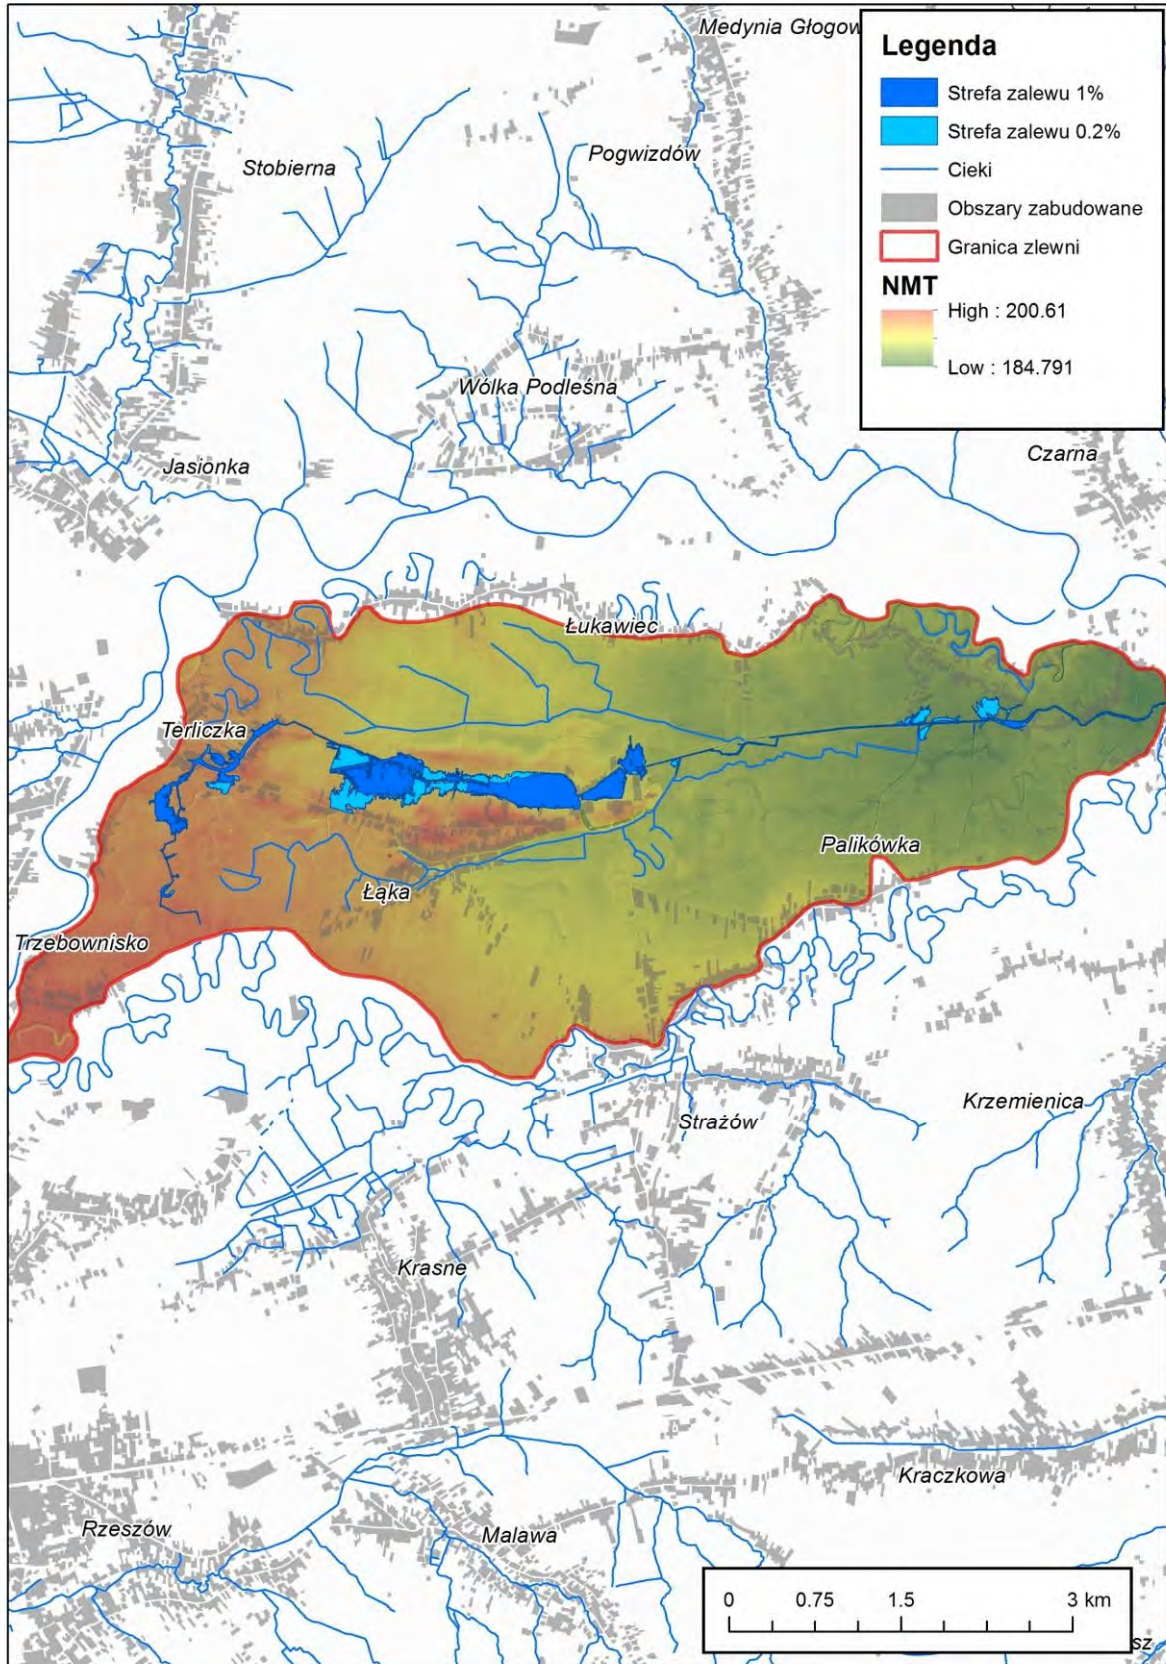 Medynia Głogow
Legenda
Strefa zalewu 1%
Strefa zalewu 0.2%
Cieki
Obszary zabudowane
Granica zlewni
NMT
High : 200.61
Low : 184.791
Stobierna
Pogwizdów
Wólka Podleśna
Jasionka
Czarna
Łukawiec
Terliczka
Palikówka
Łąka
Trzebownisko
Strażów
Krzemienica
Krasne
Kraczkowa
Rzeszów
Malawa
0 0.75 1.5 3 km
sz